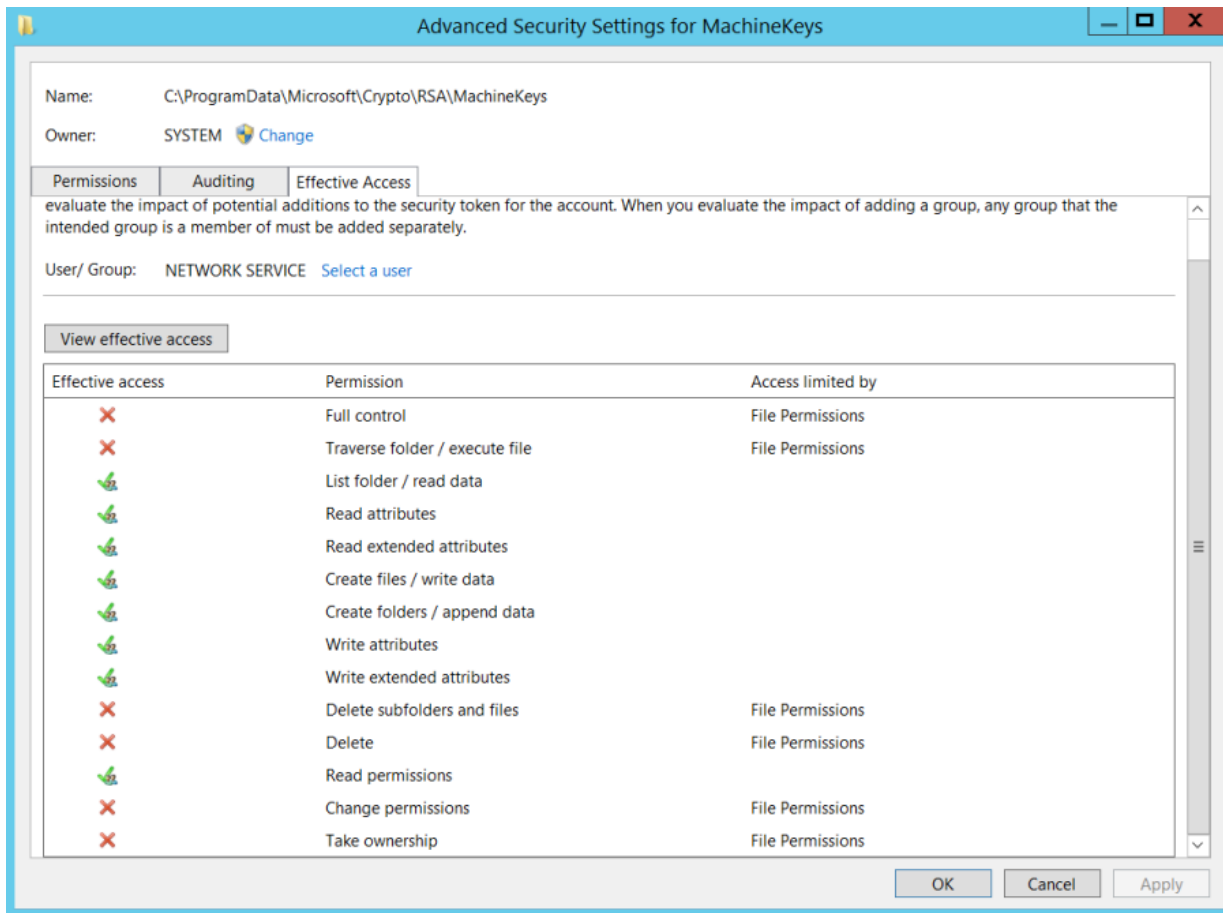 Advanced Security Settings for MachineKeys
Name: C:\ProgramData\Microsoft\Crypto\RSA\MachineKeys
Owner: SYSTEM Change
Permissions Auditing Effective Access
evaluate the impact of potential additions to the security token for the account. When you evaluate the impact of adding a group, any group that the
intended group is a member of must be added separately.
User/ Group: NETWORK SERVICE Select a user
View effective access
Effective access Permission Access limited by
Full control File Permissions
Traverse folder / execute file File Permissions
List folder / read data
Read attributes
Read extended attributes
Create files / write data
Create folders / append data
Write attributes
Write extended attributes
Delete subfolders and files File Permissions
Delete File Permissions
Read permissions
Change permissions File Permissions
Take ownership File Permissions
OK Cancel Apply